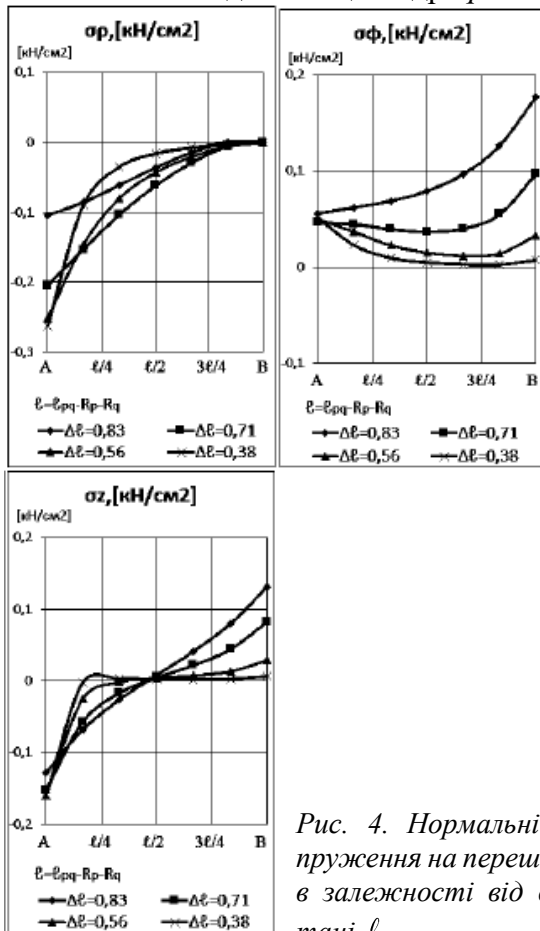 σρ,[кН/см2]
[кН/см2]
0,1
0
-0,1
-0,2
-0,3
A ℓ/4 ℓ/2 3ℓ/4 B
ℓ=ℓpq-Rp-Rq
Δℓ=0,83 Δℓ=0,71
Δℓ=0,56 Δℓ=0,38
σф,[кН/см2]
[кН/см2]
0,2
0,1
0
-0,1
A ℓ/4 ℓ/2 3ℓ/4 B
ℓ=ℓpq-Rp-Rq
Δℓ=0,83 Δℓ=0,71
Δℓ=0,56 Δℓ=0,38
σz,[кН/см2]
[кН/см2]
0,2
0,1
0
-0,1
-0,2
A ℓ/4 ℓ/2 3ℓ/4 B
ℓ=ℓpq-Rp-Rq
Δℓ=0,83 Δℓ=0,71
Δℓ=0,56 Δℓ=0,38
Рис. 4. Нормальні
пруження на переш
в залежності від